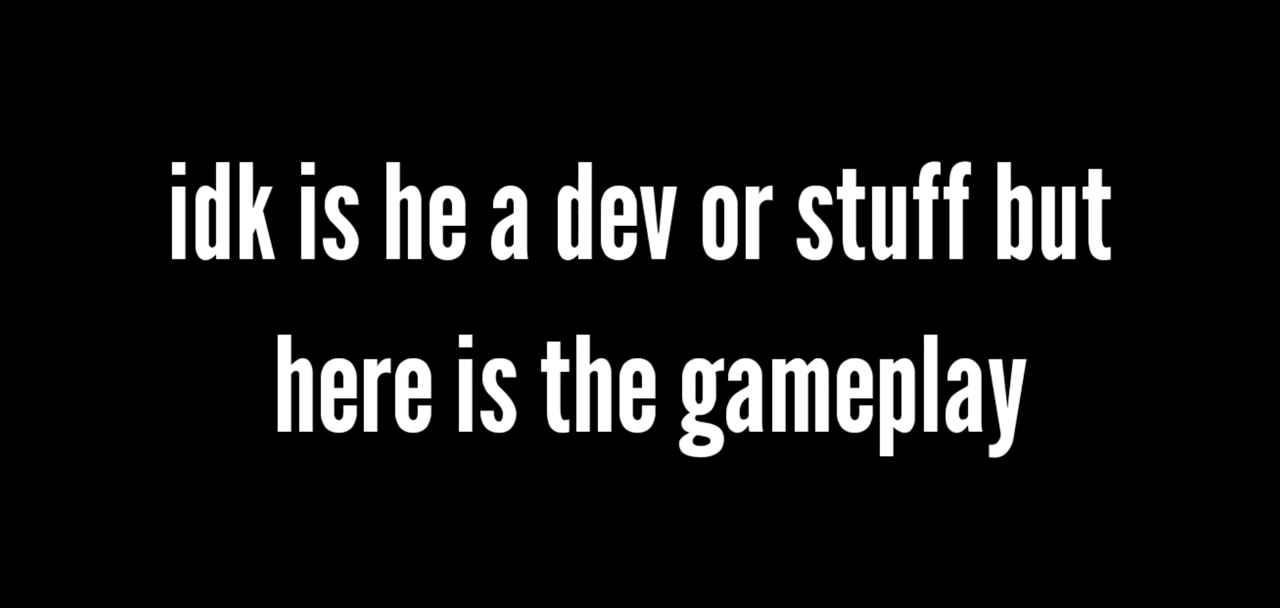 idk is he a dev or stuff but
here is the gameplay